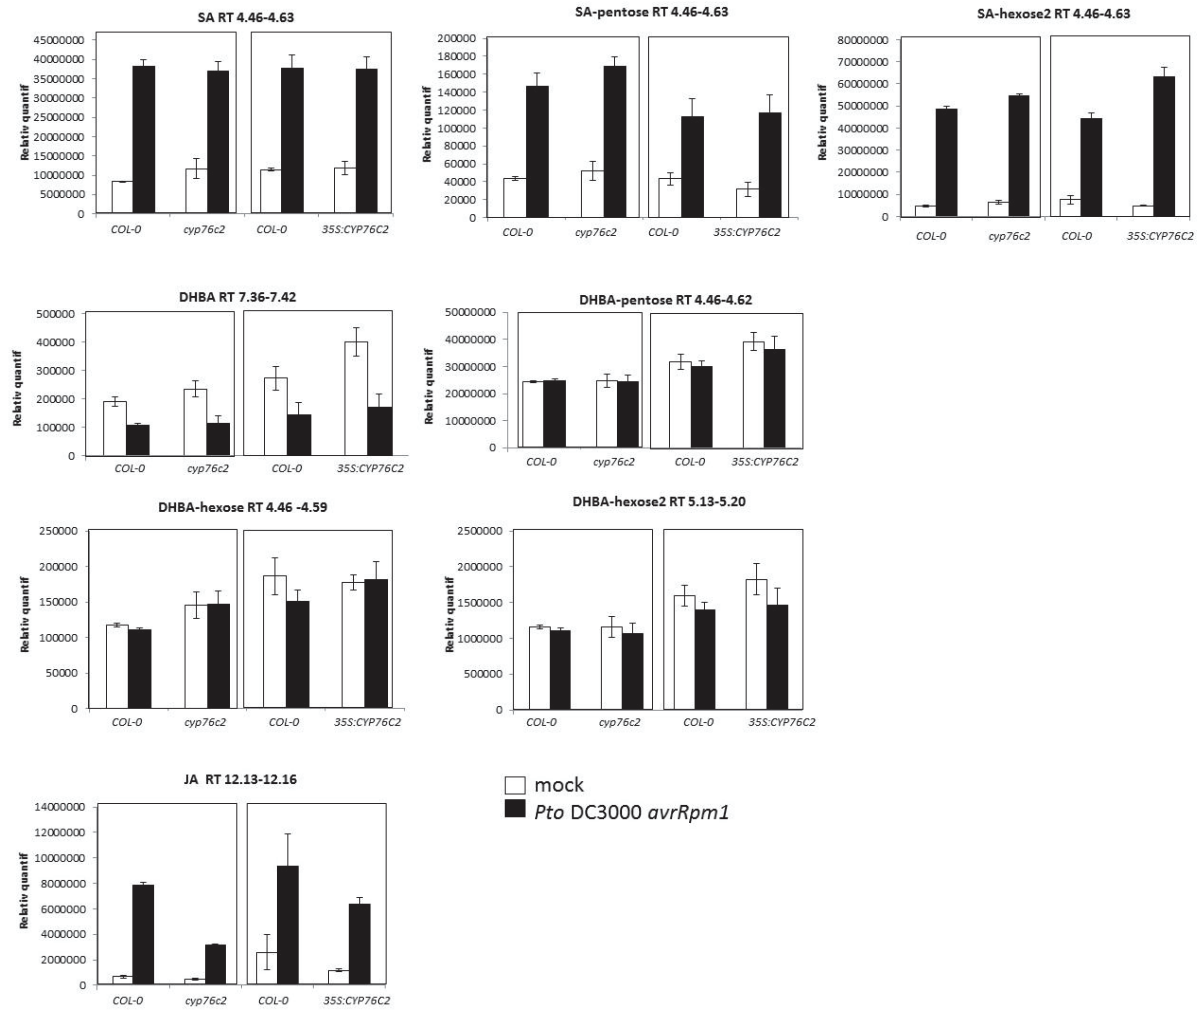 SA RT 4.46-4.63
Relativ quantif
45000000
40000000
35000000
30000000
25000000
20000000
15000000
10000000
5000000
0
COL-0 cyp76c2 COL-0 35S:CYP76C2
SA-pentose RT 4.46-4.63
Relativ quantif
200000
180000
160000
140000
120000
100000
80000
60000
40000
20000
0
COL-0 cyp76c2 COL-0 35S:CYP76C2
SA-hexose2 RT 4.46-4.63
Relativ quantif
80000000
70000000
60000000
50000000
40000000
30000000
20000000
10000000
0
COL-0 cyp76c2 COL-0 35S:CYP76C2
DHBA RT 7.36-7.42
Relativ quantif
500000
400000
300000
200000
100000
0
COL-0 cyp76c2 COL-0 35S:CYP76C2
DHBA-pentose RT 4.46-4.62
Relativ quantif
50000000
40000000
30000000
20000000
10000000
0
COL-0 cyp76c2 COL-0 35S:CYP76C2
DHBA-hexose RT 4.46 -4.59
Relativ quantif
250000
200000
150000
100000
50000
0
COL-0 cyp76c2 COL-0 35S:CYP76C2
DHBA-hexose2 RT 5.13-5.20
Relativ quantif
2500000
2000000
1500000
1000000
500000
0
COL-0 cyp76c2 COL-0 35S:CYP76C2
JA RT 12.13-12.16
Relativ quantif
14000000
12000000
10000000
8000000
6000000
4000000
2000000
0
COL-0 cyp76c2 COL-0 35S:CYP76C2
mock
Pto DC3000 avrRpm1